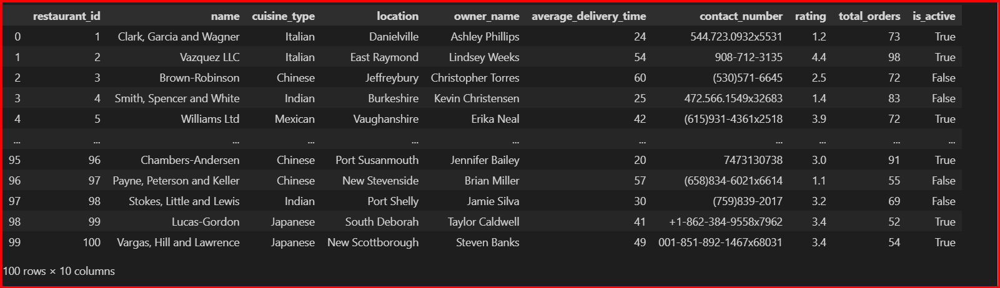 restaurant_id name cuisine_type location owner_name average_delivery_time contact_number rating total_orders is_active
0 1 Clark, Garcia and Wagner Italian Danielville Ashley Phillips 24 544.723.0932x5531 1.2 73 True
1 2 Vazquez LLC Italian East Raymond Lindsey Weeks 54 908-712-3135 4.4 98 True
2 3 Brown-Robinson Chinese Jeffreybury Christopher Torres 60 (530)571-6645 2.5 72 False
3 4 Smith, Spencer and White Indian Burkeshire Kevin Christensen 25 472.566.1549x32683 1.4 83 False
4 5 Williams Ltd Mexican Vaughanshire Erika Neal 42 (615)931-4361x2518 3.9 72 True
... ... ... ... ... ... ... ... ... ... ...
95 96 Chambers-Andersen Chinese Port Susanmouth Jennifer Bailey 20 7473130738 3.0 91 True
96 97 Payne, Peterson and Keller Chinese New Stevenside Brian Miller 57 (658)834-6021x6614 1.1 55 False
97 98 Stokes, Little and Lewis Indian Port Shelly Jamie Silva 30 (759)839-2017 3.2 69 False
98 99 Lucas-Gordon Japanese South Deborah Taylor Caldwell 41 +1-862-384-9558x7962 3.4 52 True
99 100 Vargas, Hill and Lawrence Japanese New Scottborough Steven Banks 49 001-851-892-1467x68031 3.4 54 True
100 rows × 10 columns